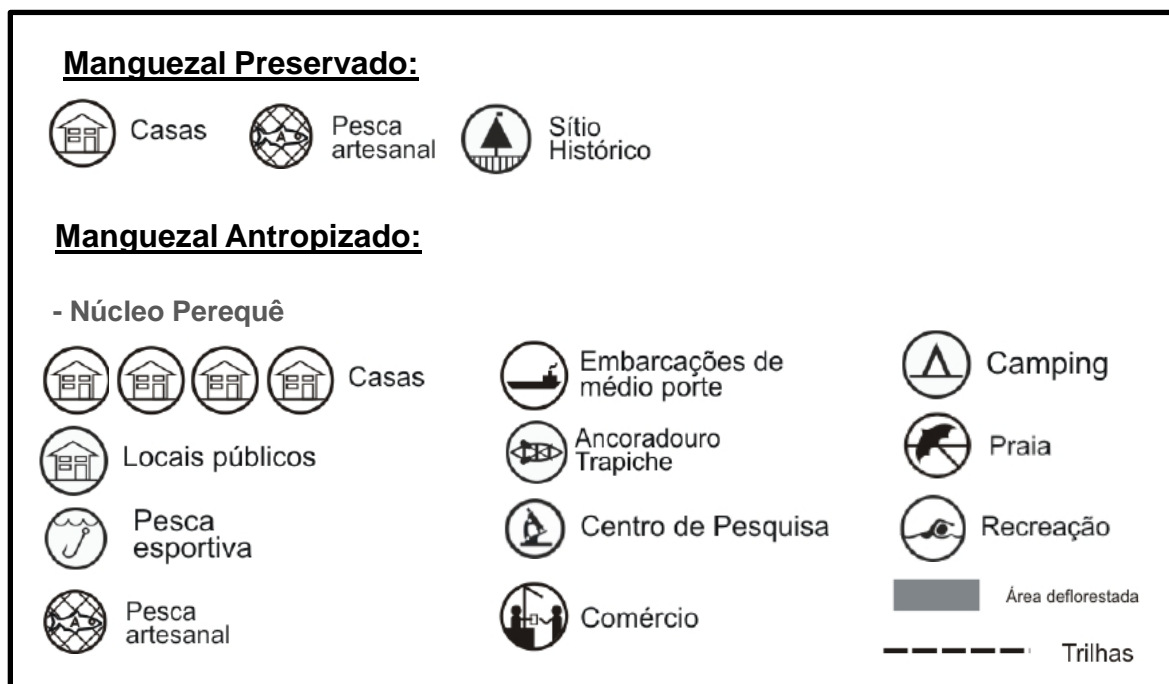 Manguezal Preservado:
Casas
Pesca
artesanal
Sítio
Histórico
Manguezal Antropizado:
- Núcleo Perequê
Casas
Locais públicos
Pesca
esportiva
Pesca
artesanal
Embarcações de
médio porte
Ancoradouro
Trapiche
Centro de Pesquisa
Comércio
Camping
Praia
Recreação
Área deflorestada
Trilhas